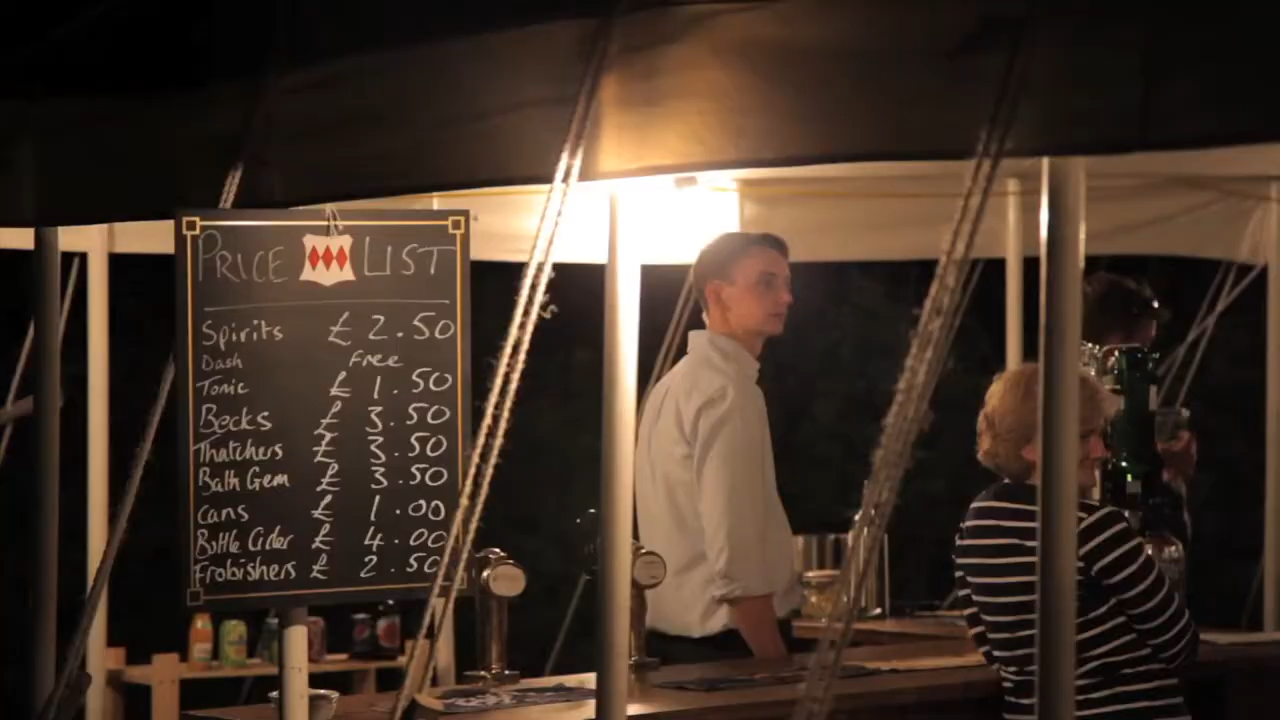 PRICE LIST
Spirits £ 2.50
Dash Free
Tonic £ 1.50
Becks £ 3.50
Thatchers £ 3.50
Bath Gem £ 3.50
cans £ 1.00
Bottle Cider £ 4.00
Frobishers £ 2.50